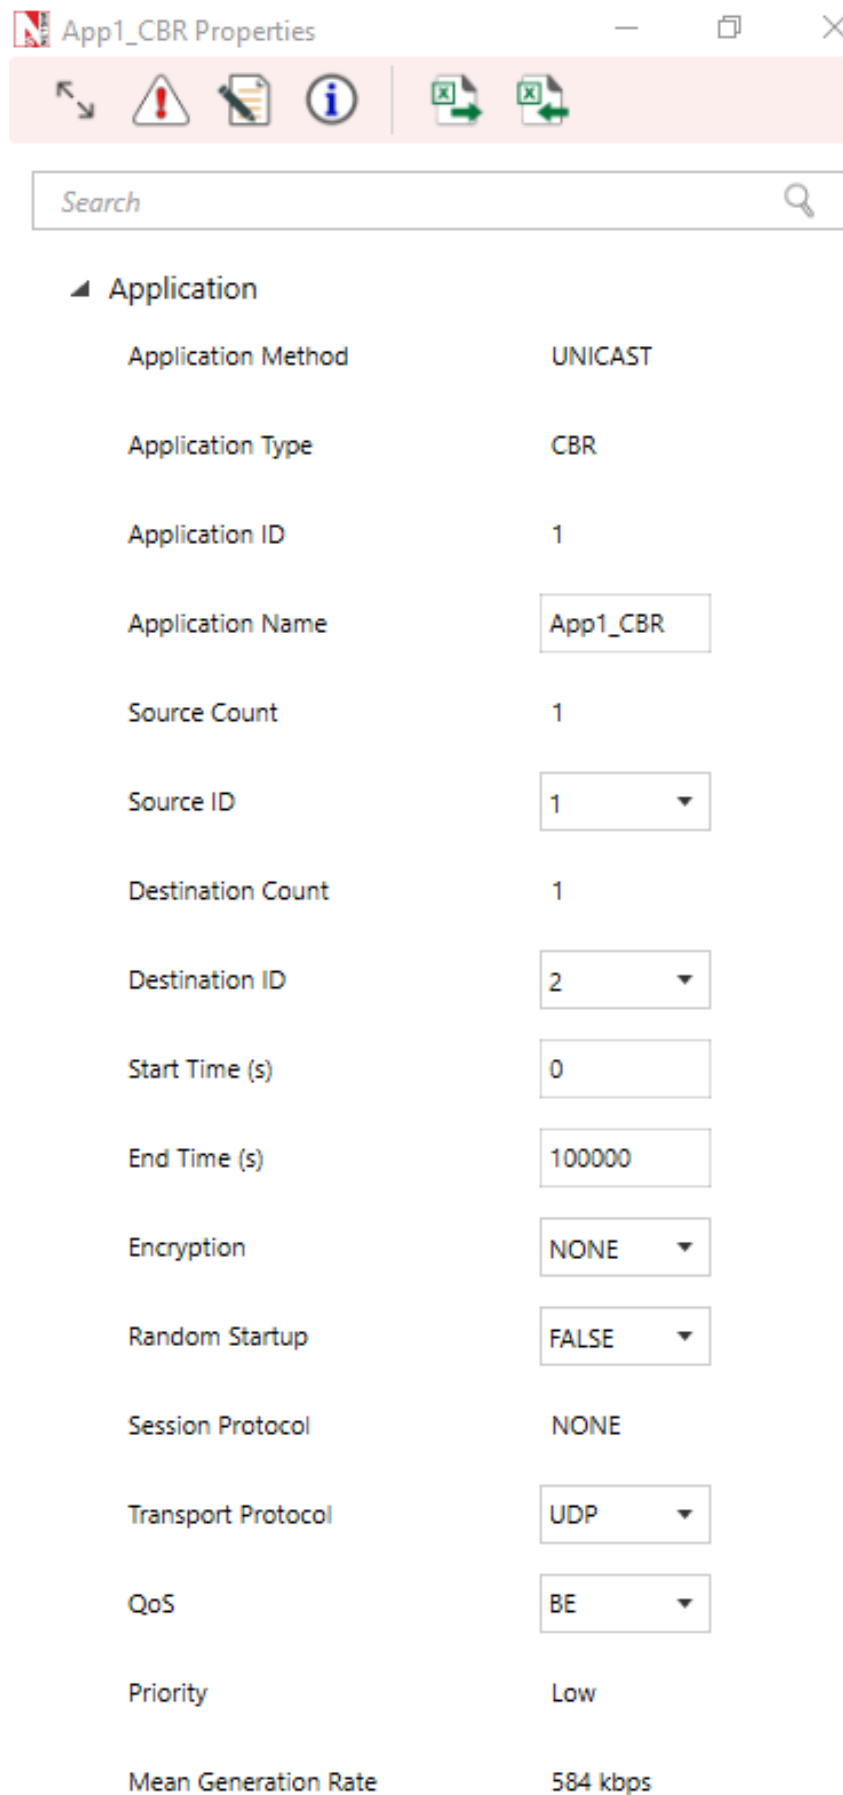 App1_CBR Properties
Search
Application
Application Method UNICAST
Application Type CBR
Application ID 1
Application Name App1_CBR
Source Count 1
Source ID 1
Destination Count 1
Destination ID 2
Start Time (s) 0
End Time (s) 100000
Encryption NONE
Random Startup FALSE
Session Protocol NONE
Transport Protocol UDP
QoS BE
Priority Low
Mean Generation Rate 584 kbps